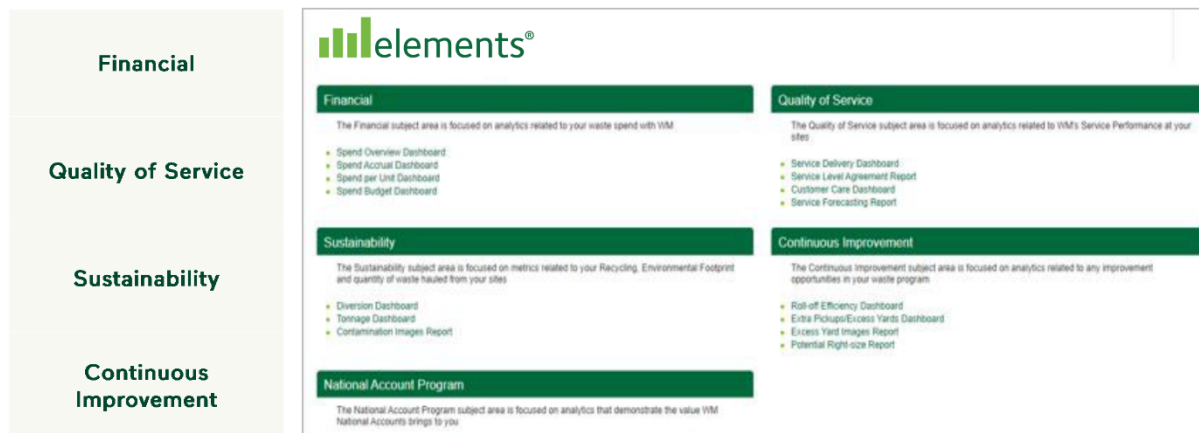 Financial
Quality of Service
Sustainability
Continuous
Improvement
elements®
Financial
The Financial subject area is focused on analytics related to your waste spend with WM
Spend Overview Dashboard
Spend Accrual Dashboard
Spend per Unit Dashboard
Spend Budget Dashboard
Quality of Service
The Quality of Service subject area is focused on analytics related to WM's Service Performance at your
sites
Service Delivery Dashboard
Service Level Agreement Report
Customer Care Dashboard
Service Forecasting Report
Sustainability
The Sustainability subject area is focused on metrics related to your Recycling, Environmental Footprint
and quantity of waste hauled from your sites
Diversion Dashboard
Tonnage Dashboard
Contamination Images Report
Continuous Improvement
The Continuous Improvement subject area is focused on analytics related to any improvement
opportunities in your waste program
Roll-off Efficiency Dashboard
Extra Pickups/Excess Yards Dashboard
Excess Yard Images Report
Potential Right-size Report
National Account Program
The National Account Program subject area is focused on analytics that demonstrate the value WM
National Accounts brings to you